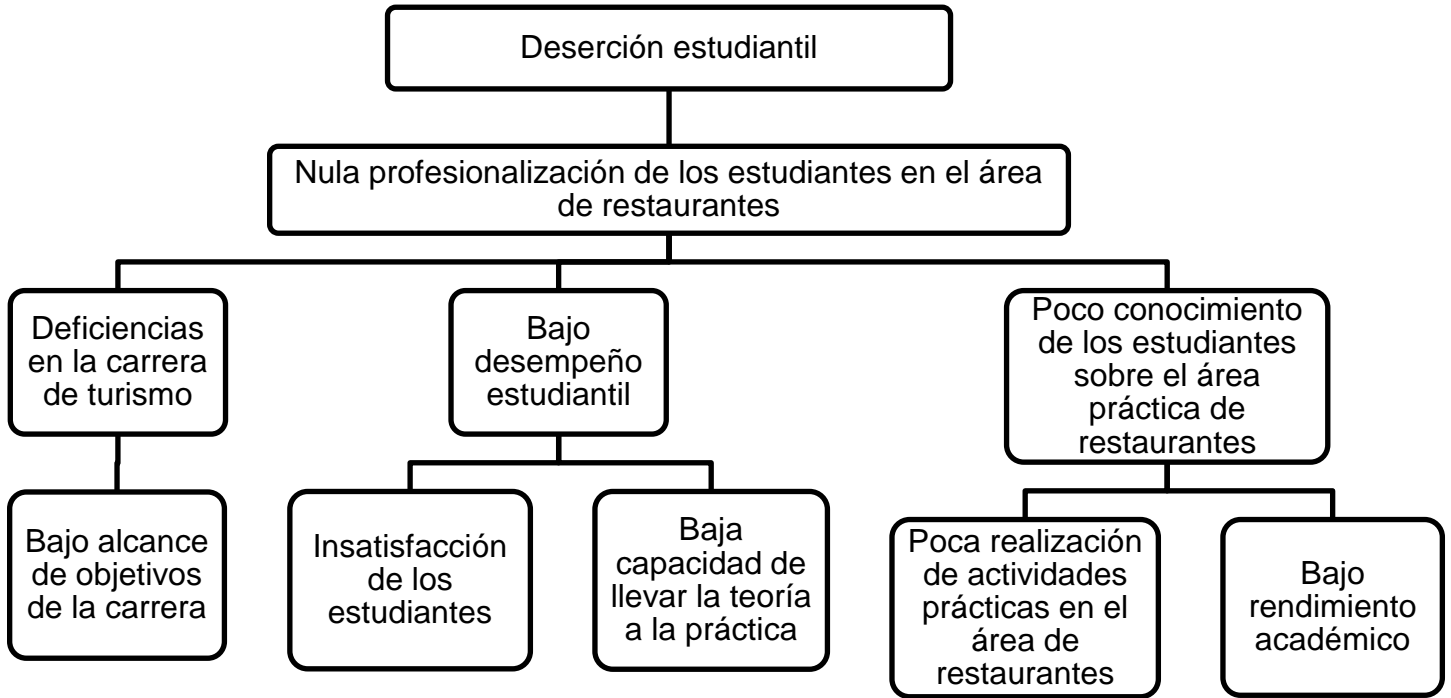 Deserción estudiantil
Nula profesionalización de los estudiantes en el área
de restaurantes
Deficiencias
en la carrera
de turismo
Bajo
desempeño
estudiantil
Poco conocimiento
de los estudiantes
sobre el área
práctica de
restaurantes
Bajo alcance
de objetivos
de la carrera
Insatisfacción
de los
estudiantes
Baja
capacidad de
llevar la teoría
a la práctica
Poca realización
de actividades
prácticas en el
área de
restaurantes
Bajo
rendimiento
académico